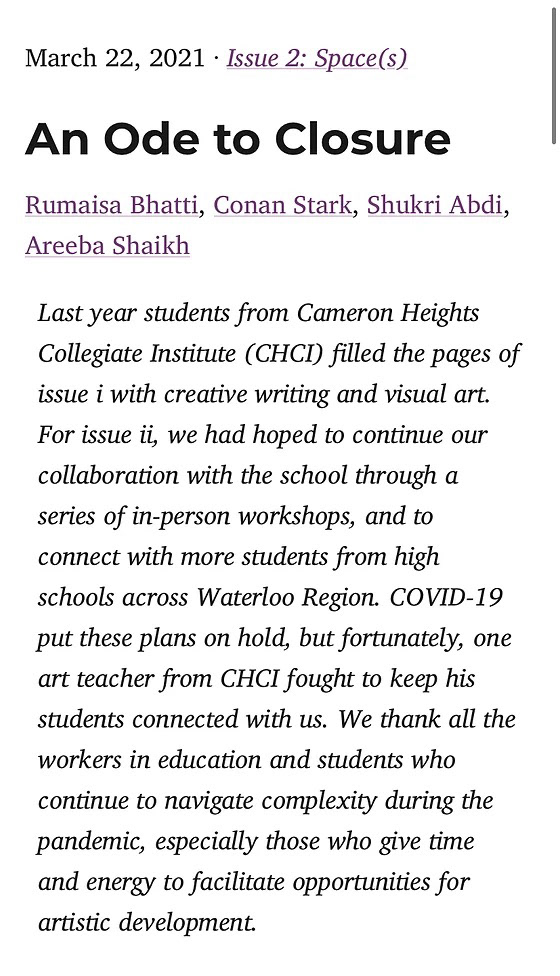 March 22, 2021 · Issue 2: Space(s)
An Ode to Closure
Rumaisa Bhatti, Conan Stark, Shukri Abdi,
Areeba Shaikh
Last year students from Cameron Heights
Collegiate Institute (CHCI) filled the pages of
issue i with creative writing and visual art.
For issue ii, we had hoped to continue our
collaboration with the school through a
series of in-person workshops, and to
connect with more students from high
schools across Waterloo Region. COVID-19
put these plans on hold, but fortunately, one
art teacher from CHCI fought to keep his
students connected with us. We thank all the
workers in education and students who
continue to navigate complexity during the
pandemic, especially those who give time
and energy to facilitate opportunities for
artistic development.